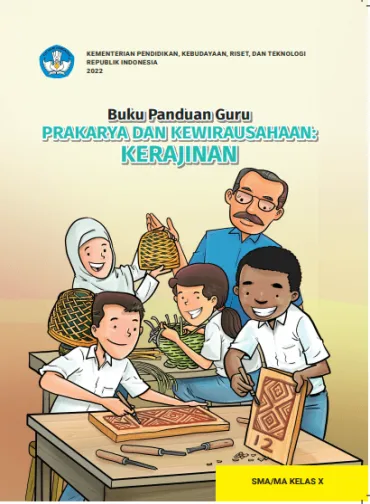 KEMENTERIAN PENDIDIKAN, KEBUDAYAAN, RISET, DAN TEKNOLOGI
REPUBLIK INDONESIA
2022
Buku Panduan Guru
PRAKARYA DAN KEWIRAUSAHAAN:
KERAJINAN
12
SMA/MA KELAS X